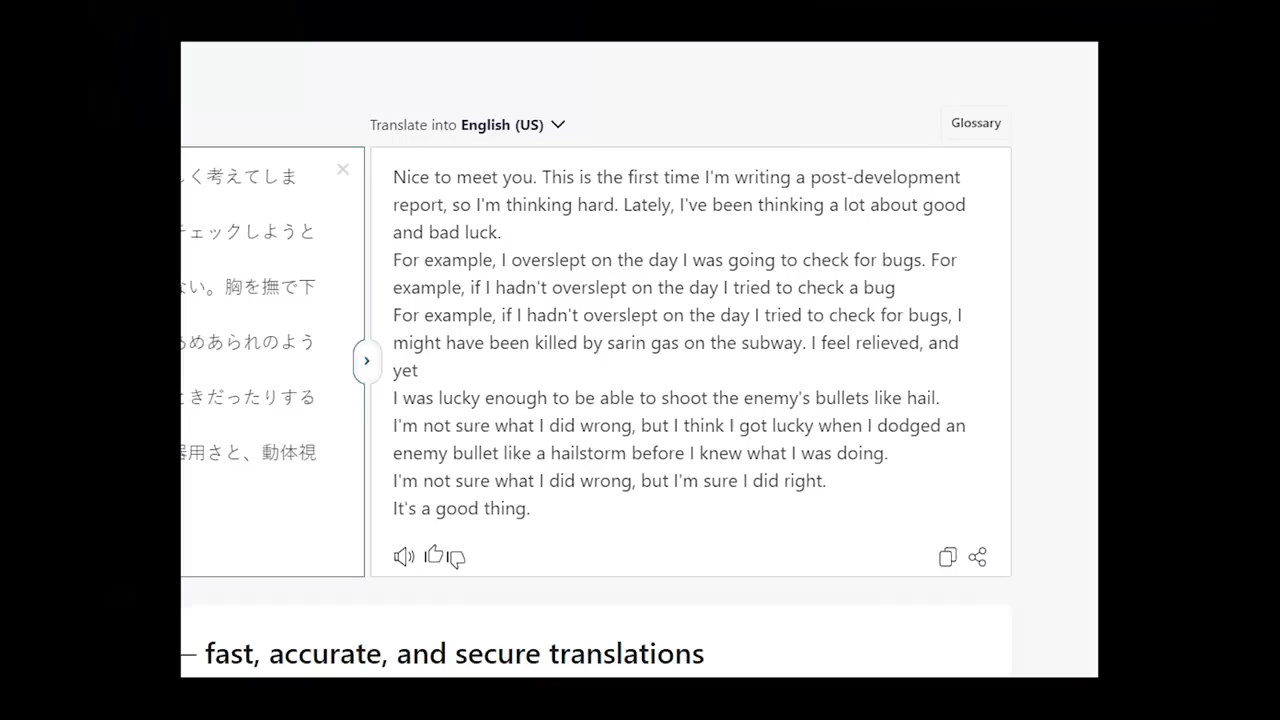 Translate into English (US)
Glossary
しく考えてしま
チェックしようと
ない。胸を撫で下
あめあられのよう
ときだったりする
器用さと、動体視
Nice to meet you. This is the first time I'm writing a post-development
report, so I'm thinking hard. Lately, I've been thinking a lot about good
and bad luck.
For example, I overslept on the day I was going to check for bugs. For
example, if I hadn't overslept on the day I tried to check a bug
For example, if I hadn't overslept on the day I tried to check for bugs, I
might have been killed by sarin gas on the subway. I feel relieved, and
yet
I was lucky enough to be able to shoot the enemy's bullets like hail.
I'm not sure what I did wrong, but I think I got lucky when I dodged an
enemy bullet like a hailstorm before I knew what I was doing.
I'm not sure what I did wrong, but I'm sure I did right.
It's a good thing.
— fast, accurate, and secure translations